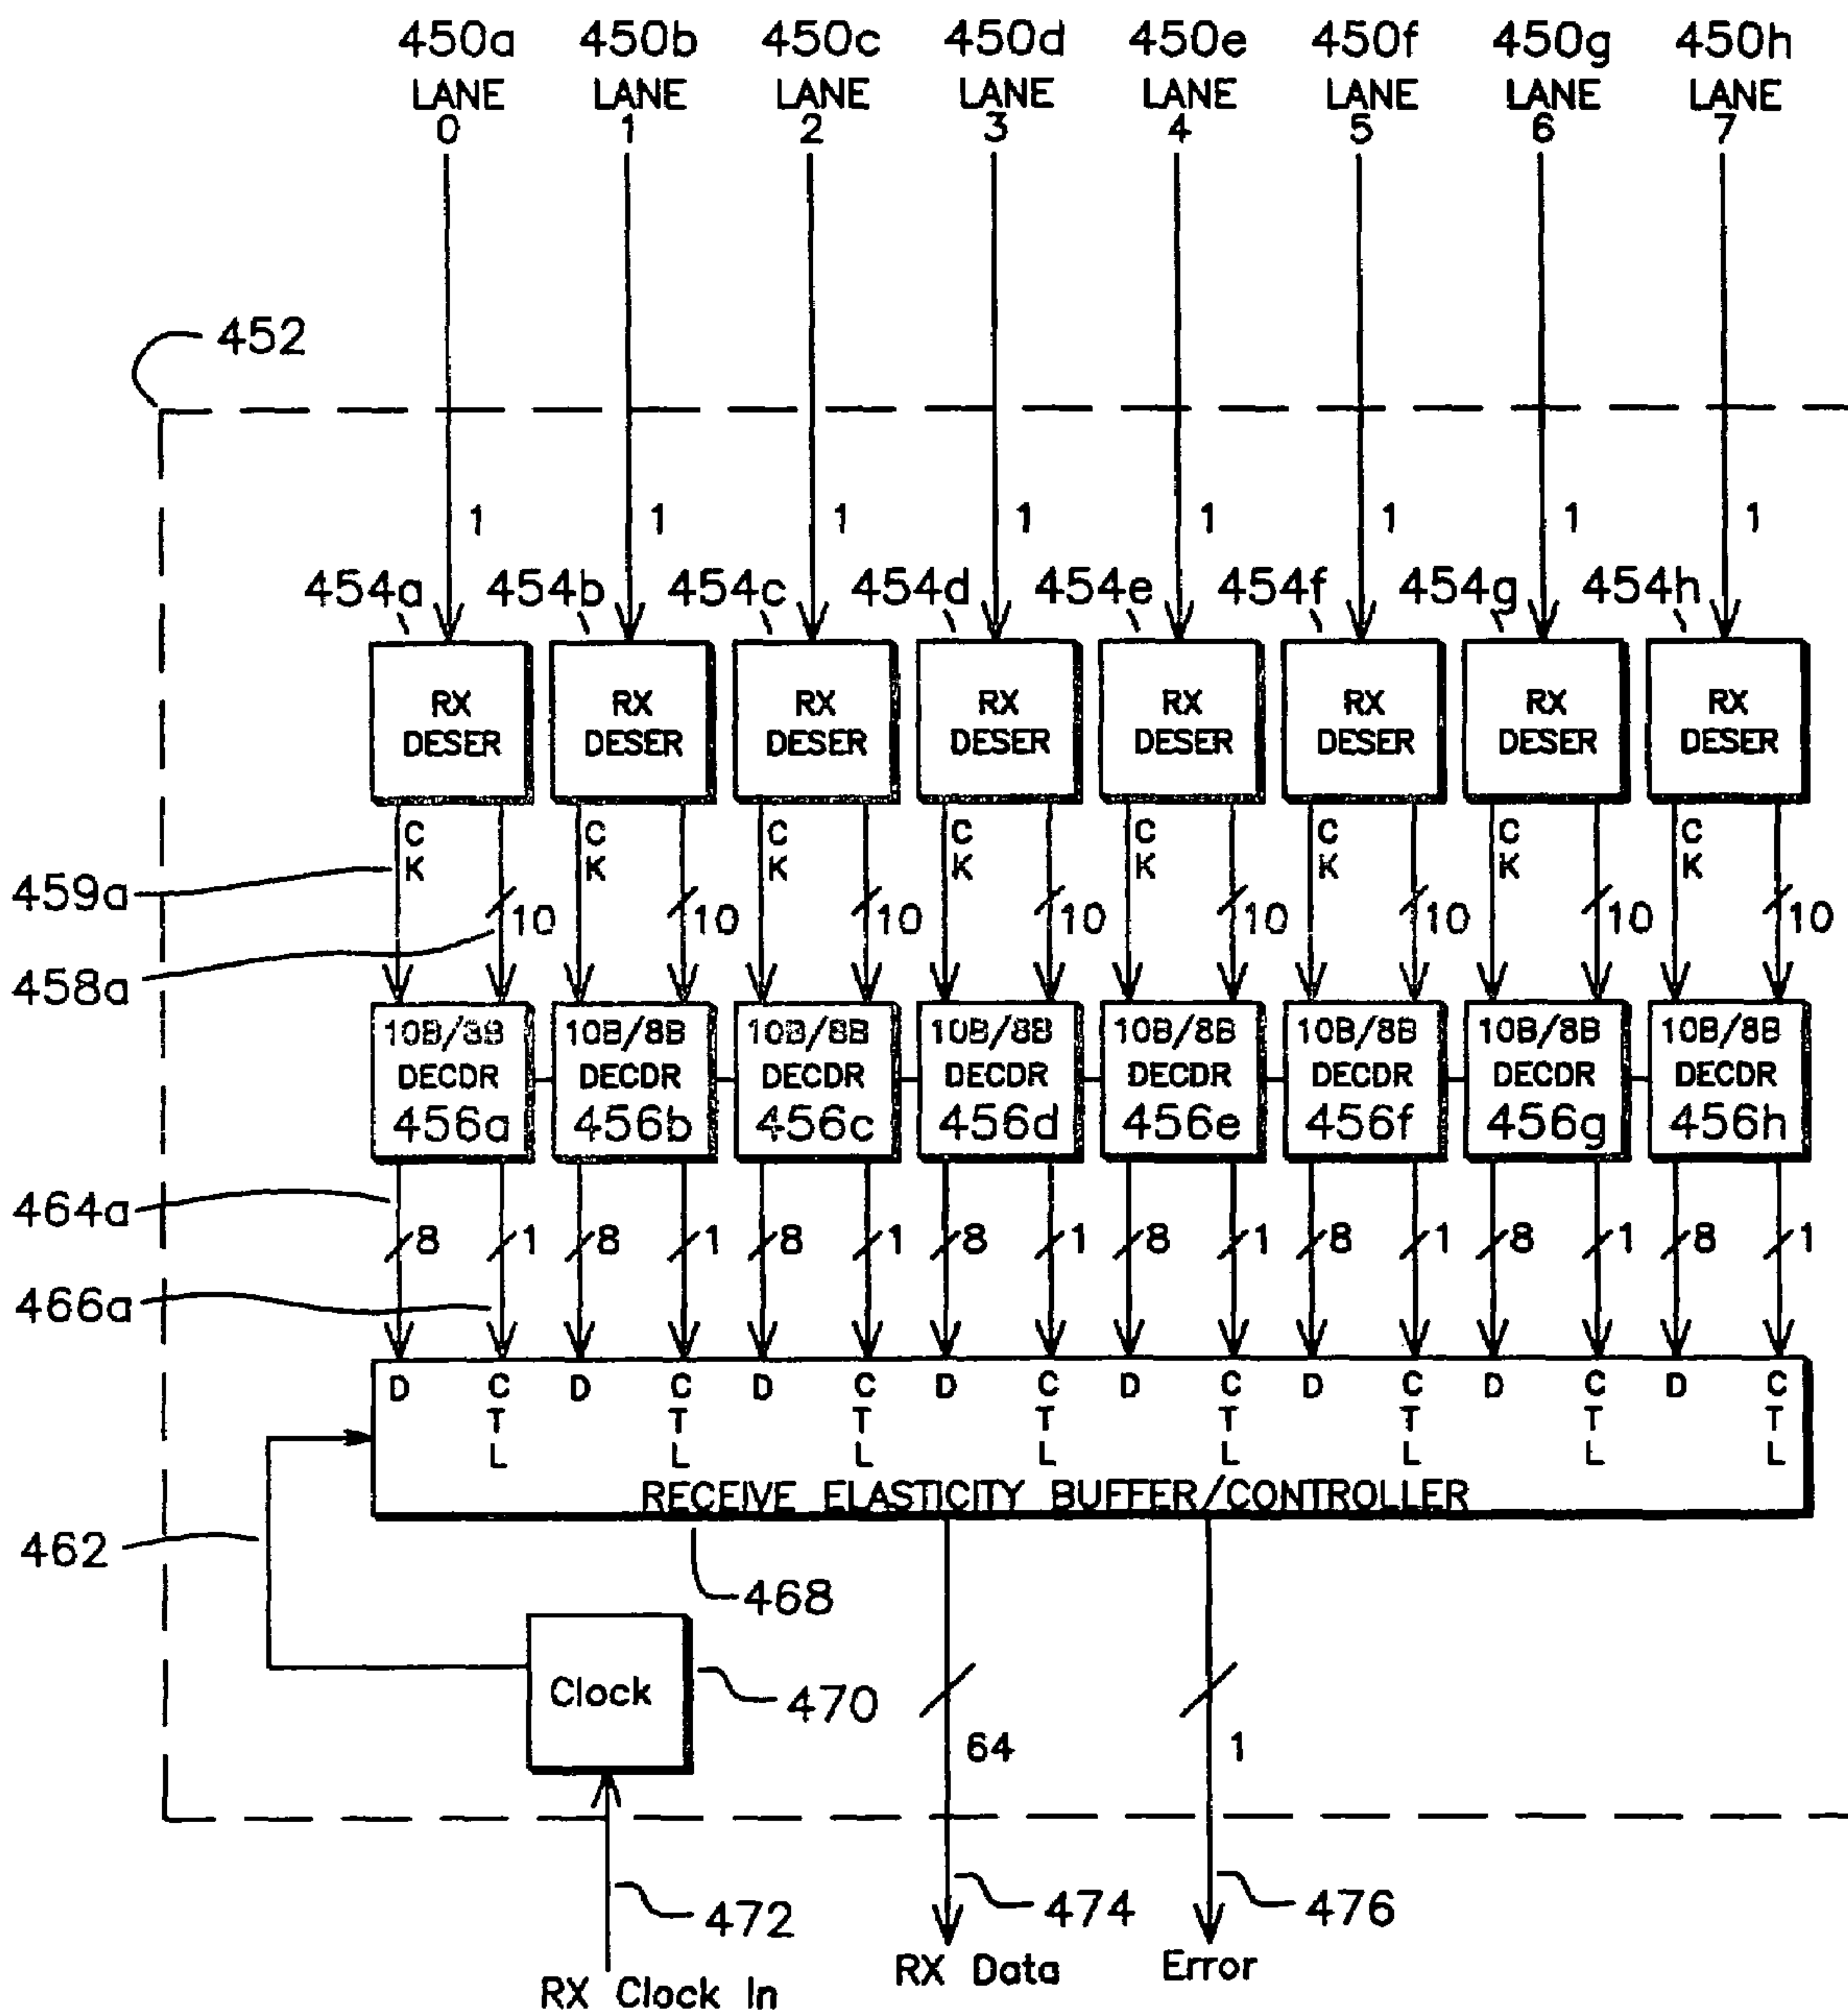 450a 450b 450c 450d 450e 450f 450g 450h
LANE LANE LANE LANE LANE LANE LANE LANE
0 1 2 3 4 5 6 7
452
1 1 1 1 1 1 1 1
454a 454b 454c 454d 454e 454f 454g 454h
RX RX RX RX RX RX RX RX
DESER DESER DESER DESER DESER DESER DESER DESER
C C C C C C C C
K K K K K K K K
459a
10 10 10 10 10 10 10 10
458a
10B/8B 10B/8B 10B/8B 10B/8B 10B/8B 10B/8B 10B/8B 10B/8B
DECDR DECDR DECDR DECDR DECDR DECDR DECDR DECDR
456a 456b 456c 456d 456e 456f 456g 456h
464a
8 1 8 1 8 1 8 1 8 1 8 1 8 1 8 1
466a
D C D C D C D C D C D C D C D C
T T T T T T T T
L L L L L L L L
RECEIVE ELASTICITY BUFFER/CONTROLLER
462
468
Clock
470
64
1
472
474
476
RX Clock In
RX Data
Error